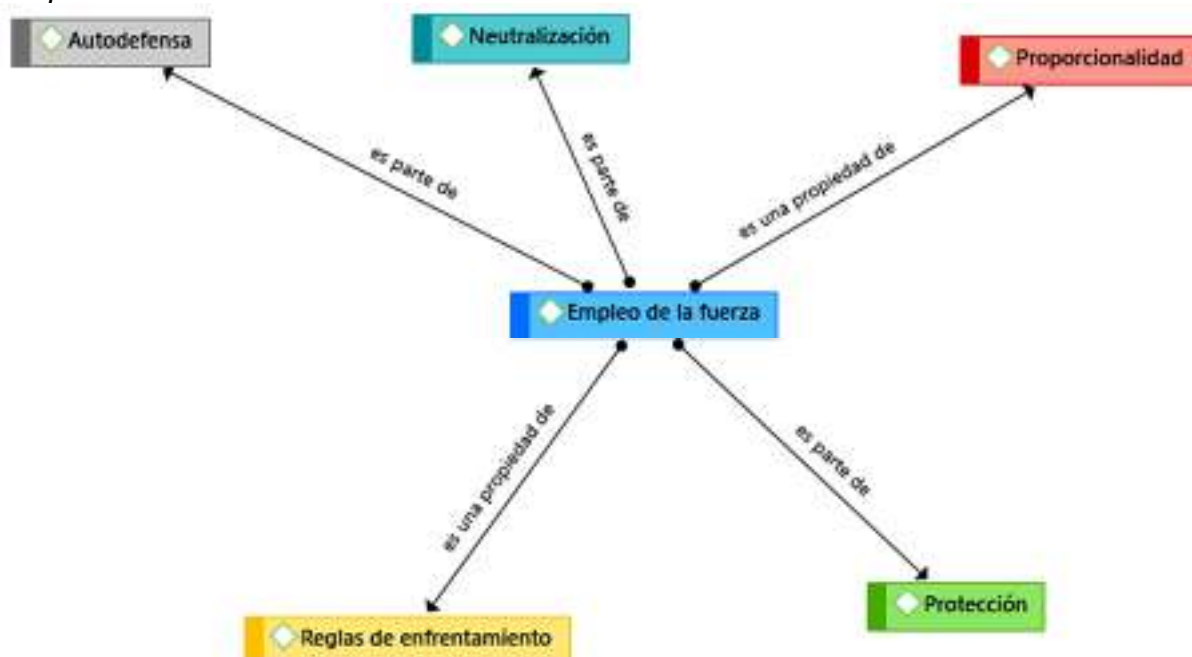 Autodefensa
Neutralización
Proporcionalidad
es parte de
es parte de
es una propiedad de
Empleo de la fuerza
es una propiedad de
es parte de
Protección
Reglas de enfrentamiento